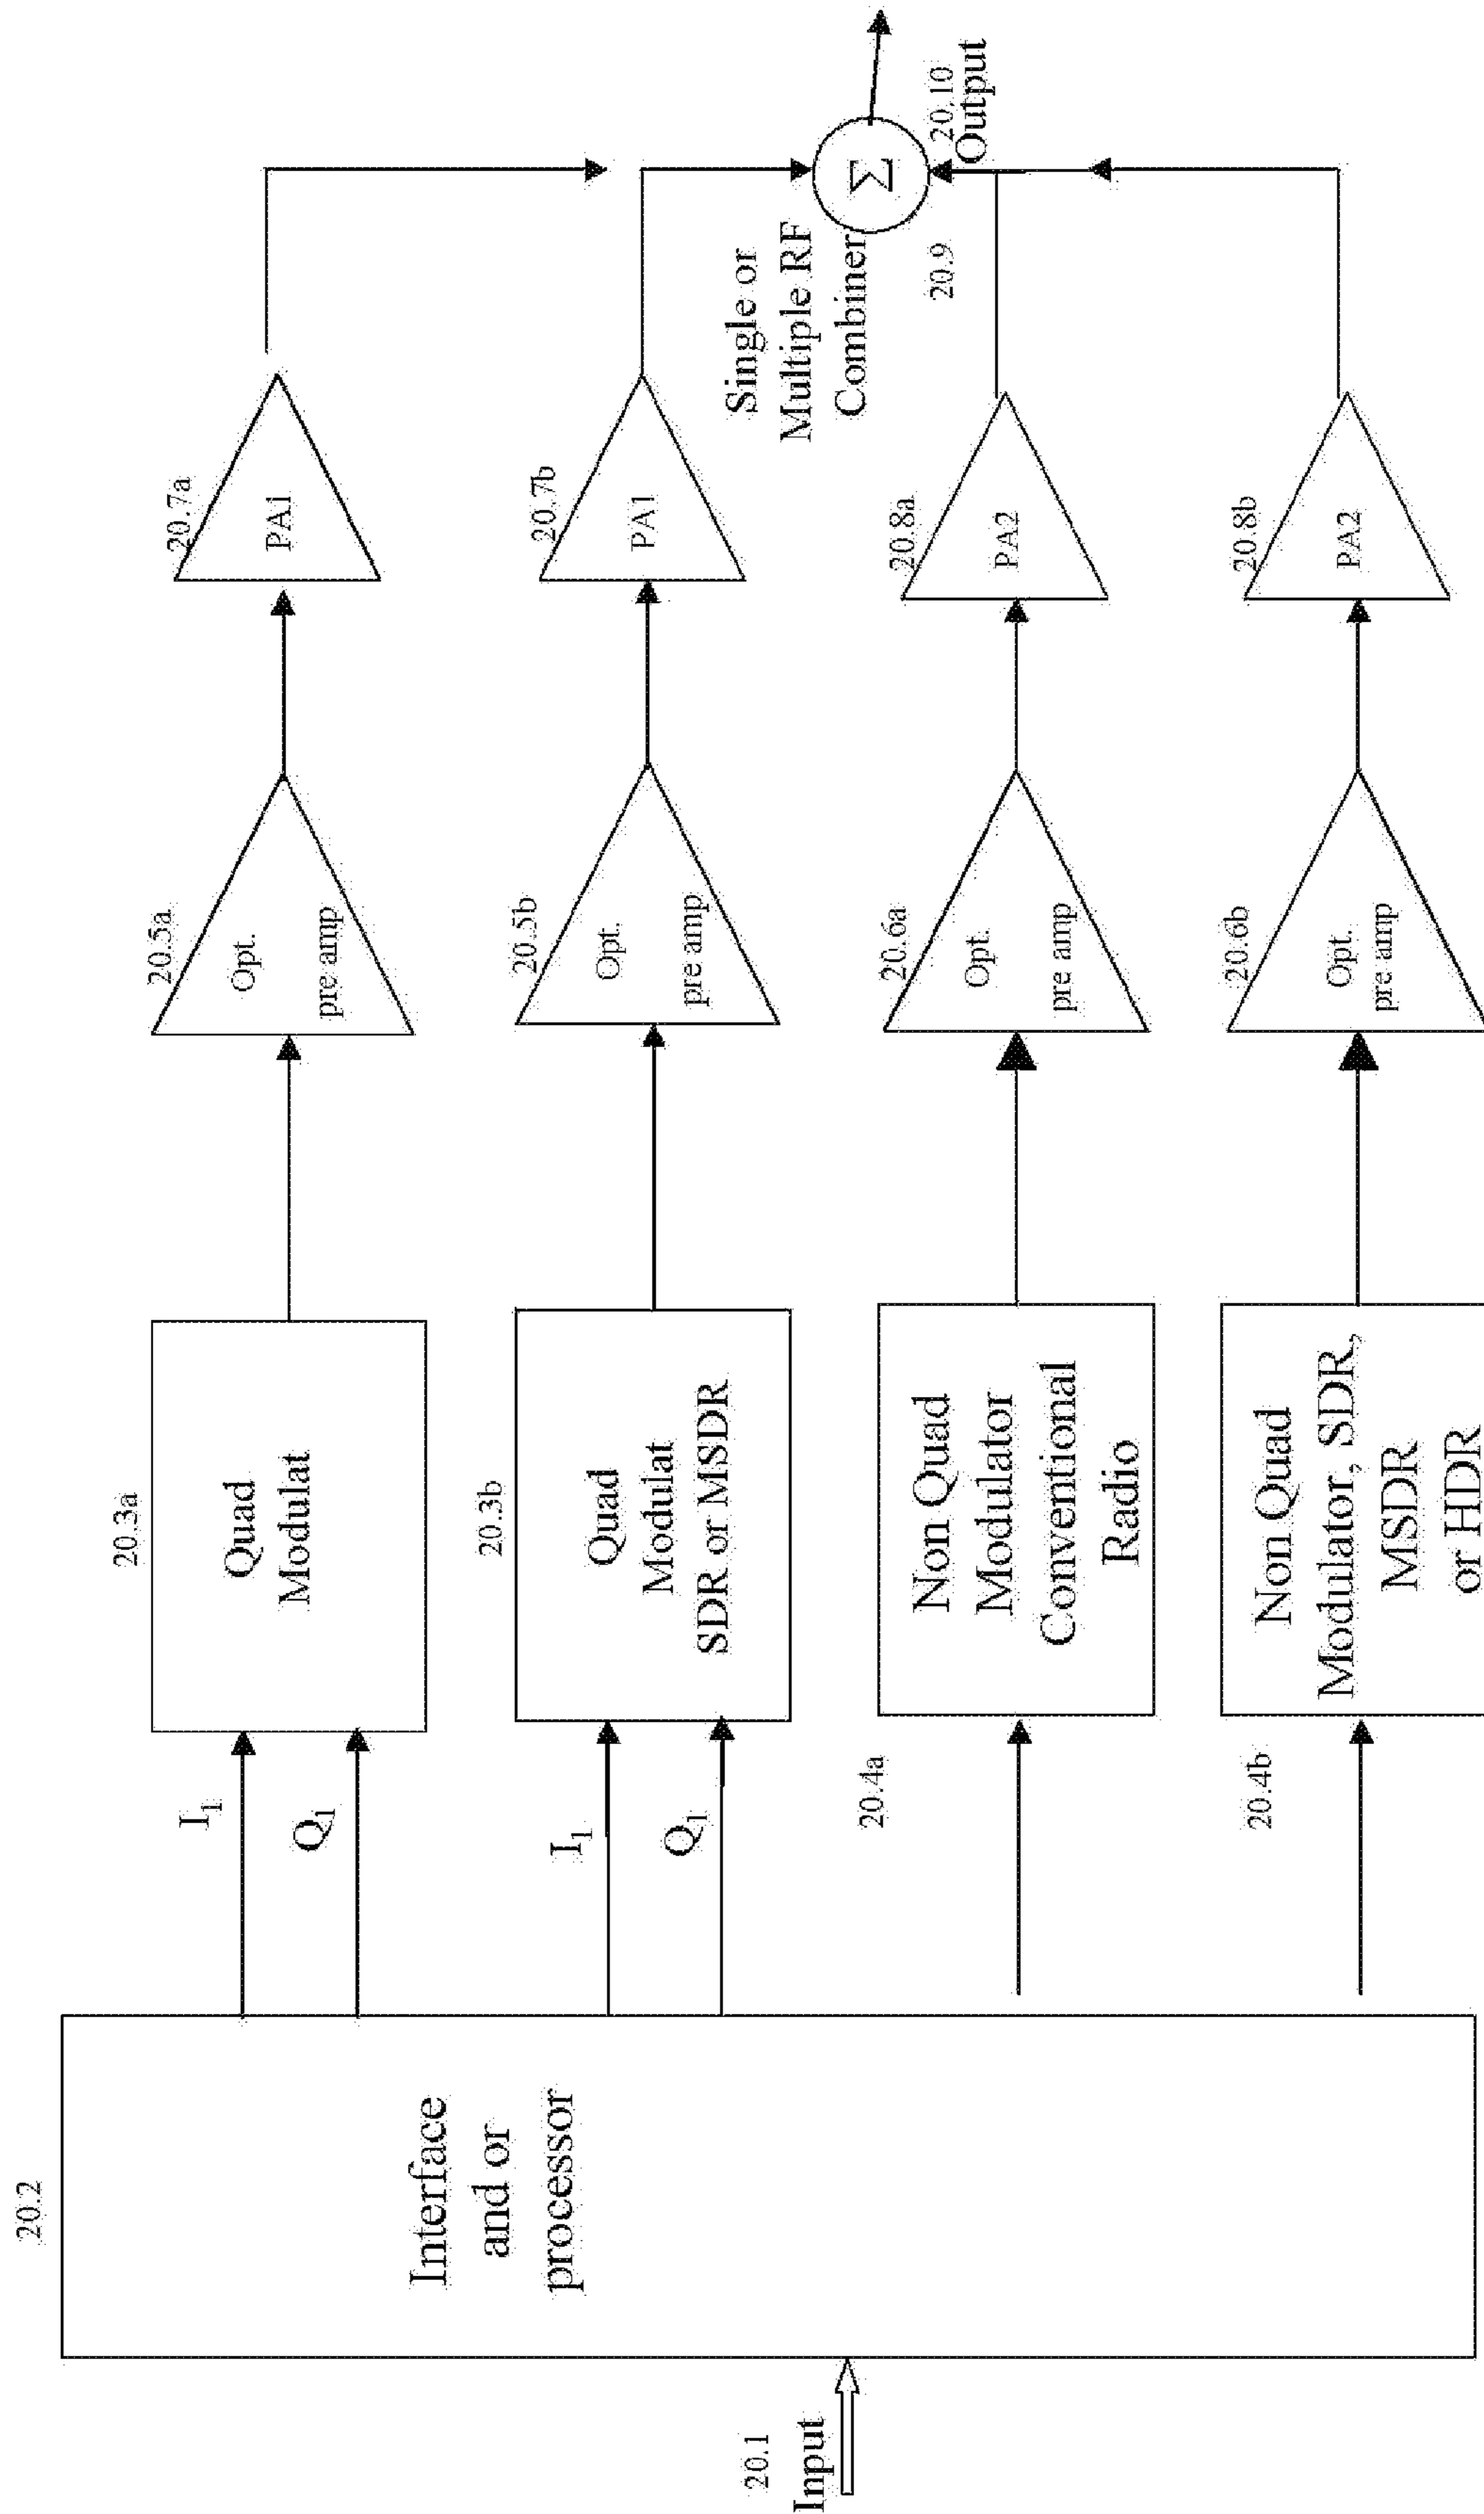 20.1
Input
20.2
Interface
and or
processor
I1
Q1
20.3a
Quad
Modulat
20.5a
Opt.
pre amp
20.7a
PA1
I1
Q1
20.3b
Quad
Modulat
SDR or MSDR
20.5b
Opt.
pre amp
20.7b
PA1
Single or
Multiple RF
Combiner
Σ
20.9
20.10
Output
20.4a
Non Quad
Modulator
Conventional
Radio
20.6a
Opt.
pre amp
20.8a
PA2
20.4b
Non Quad
Modulator, SDR,
MSDR
or HDR
20.6b
Opt.
pre amp
20.8b
PA2